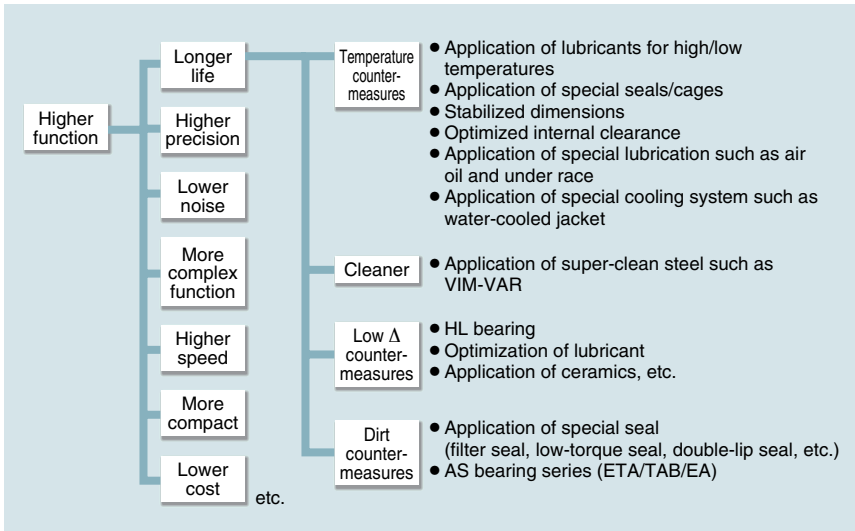 Higher
function
Longer
life
Higher
precision
Lower
noise
More
complex
function
Higher
speed
More
compact
Lower
cost
etc.
Temperature
counter-
measures
● Application of lubricants for high/low
temperatures
● Application of special seals/cages
● Stabilized dimensions
● Optimized internal clearance
● Application of special lubrication such as air
oil and under race
● Application of special cooling system such as
water-cooled jacket
Cleaner
● Application of super-clean steel such as
VIM-VAR
Low Δ
counter-
measures
● HL bearing
● Optimization of lubricant
● Application of ceramics, etc.
Dirt
counter-
measures
● Application of special seal
(filter seal, low-torque seal, double-lip seal, etc.)
● AS bearing series (ETA/TAB/EA)